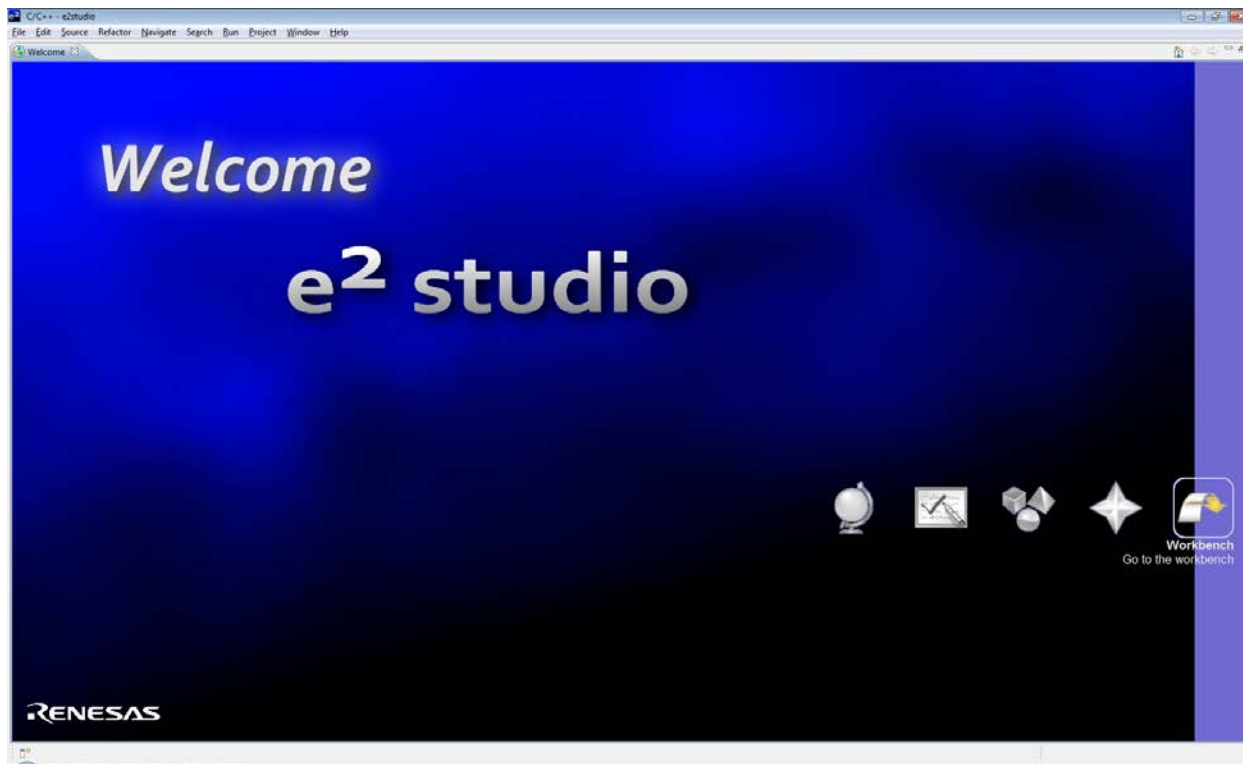 C/C++ - e2studio
File Edit Source Refactor Navigate Search Run Project Window Help
Welcome
Welcome
e² studio
Workbench
Go to the workbench
RENESAS